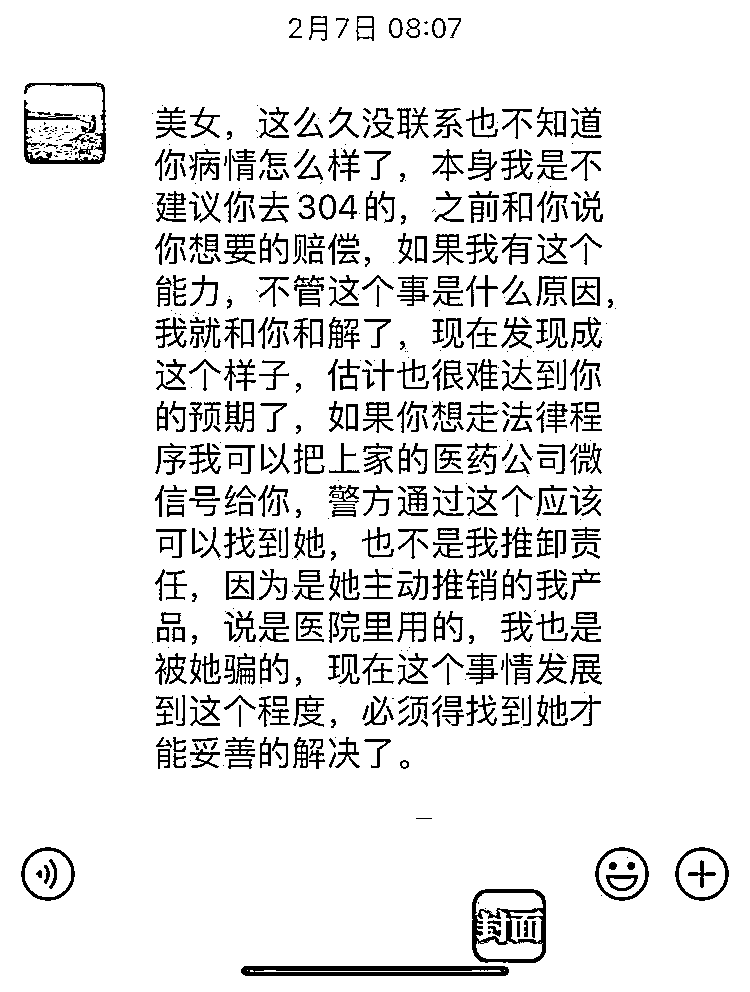 2月7日 08:07
美女，这么久没联系也不知道
你病情怎么样了，本身我是不
建议你去304的，之前和你说
你想要的赔偿，如果我有这个
能力，不管这个事是什么原因，
我就和你和解了，现在发现成
这个样子，估计也很难达到你
的预期了，如果你想走法律程
序我可以把上家的医药公司微
信号给你，警方通过这个应该
可以找到她，也不是我推卸责
任，因为是她主动推销的我产
品，说是医院里用的，我也是
被她骗的，现在这个事情发展
到这个程度，必须得找到她才
能妥善的解决了。
封面